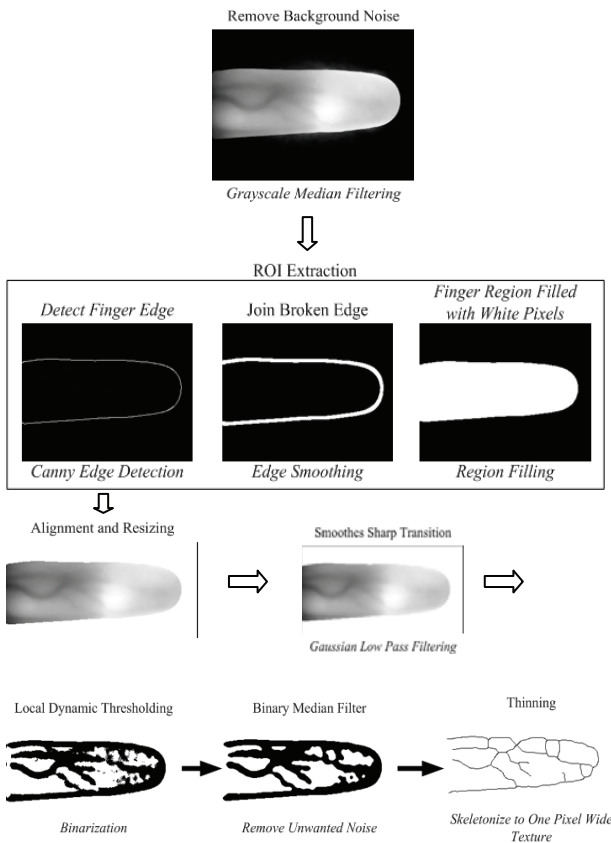 Remove Background Noise
Grayscale Median Filtering
ROI Extraction
Detect Finger Edge
Join Broken Edge
Finger Region Filled
with White Pixels
Canny Edge Detection
Edge Smoothing
Region Filling
Alignment and Resizing
Smoothes Sharp Transition
Gaussian Low Pass Filtering
Local Dynamic Thresholding
Binary Median Filter
Thinning
Binarization
Remove Unwanted Noise
Skeletonize to One Pixel Wide
Texture